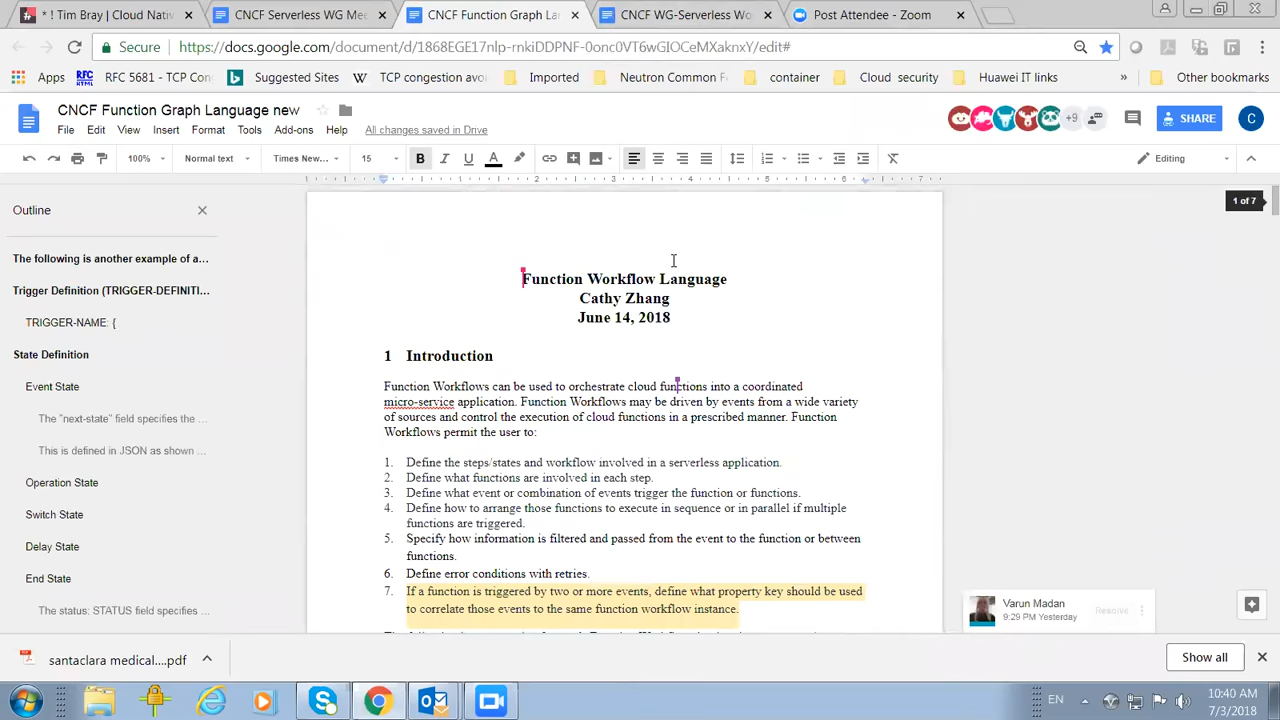 * ! Tim Bray | Cloud Nativ
CNCF Serverless WG Mee
CNCF Function Graph La
CNCF WG-Serverless Wo
Post Attendee - Zoom
Secure
https://docs.google.com/document/d/1868EGE17nlp-rnkiDDPNF-0onc0VT6wGIOCeMXaknxY/edit#
Apps
RFC 5681 - TCP Con
Suggested Sites
TCP congestion avo
Imported
Neutron Common
container
Cloud security
Huawei IT links
»
Other bookmarks
CNCF Function Graph Language new
+9
SHARE
C
File Edit View Insert Format Tools Add-ons Help
All changes saved in Drive
100%
Normal text
Times New...
15
B I U A
Editing
1 2 3 4 5 6 7
Outline
1 of 7
The following is another example of a...
Trigger Definition (TRIGGER-DEFINITI...
TRIGGER-NAME: {
State Definition
Event State
The "next-state" field specifies the ...
This is defined in JSON as shown ...
Operation State
Switch State
Delay State
End State
The status: STATUS field specifies ...
Function Workflow Language
Cathy Zhang
June 14, 2018
1 Introduction
Function Workflows can be used to orchestrate cloud functions into a coordinated
micro-service application. Function Workflows may be driven by events from a wide variety
of sources and control the execution of cloud functions in a prescribed manner. Function
Workflows permit the user to:
1. Define the steps/states and workflow involved in a serverless application.
2. Define what functions are involved in each step.
3. Define what event or combination of events trigger the function or functions.
4. Define how to arrange those functions to execute in sequence or in parallel if multiple
functions are triggered.
5. Specify how information is filtered and passed from the event to the function or between
functions.
6. Define error conditions with retries.
7. If a function is triggered by two or more events, define what property key should be used
to correlate those events to the same function workflow instance.
Varun Madan
9:29 PM Yesterday
Resolve
santaclara medical....pdf
Show all
EN
10:40 AM
7/3/2018